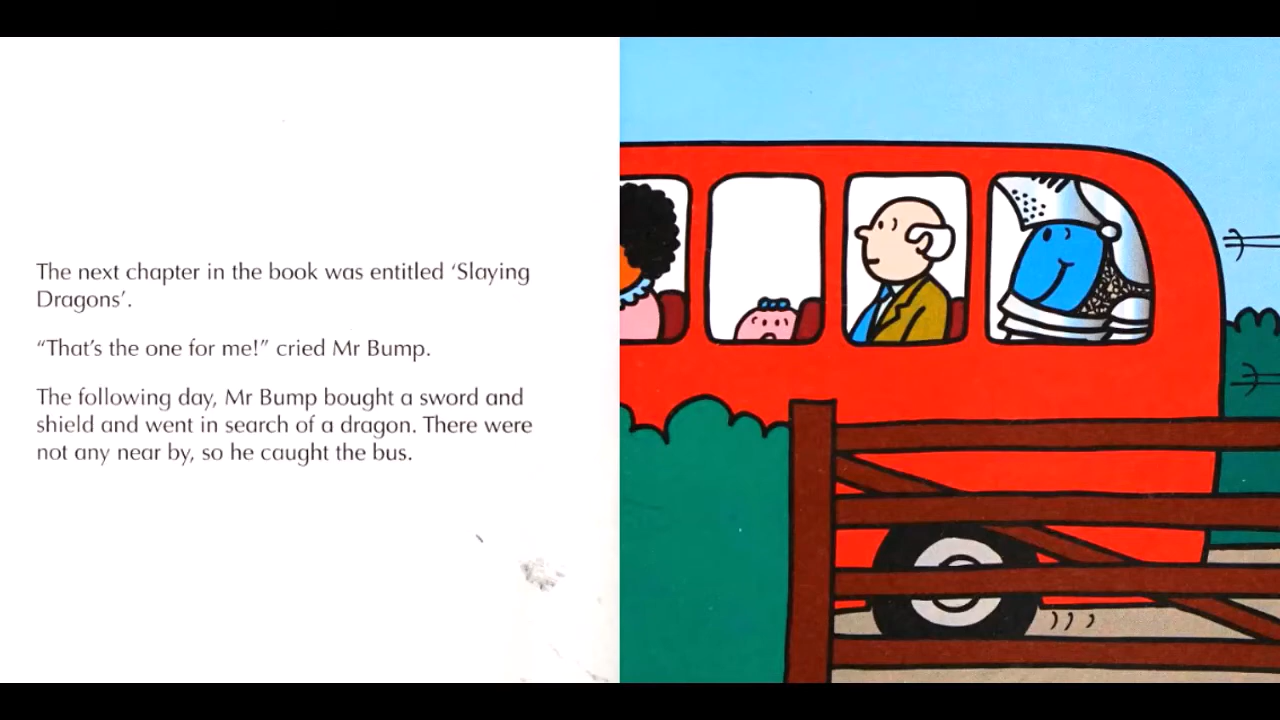 The next chapter in the book was entitled ‘Slaying
Dragons’.
“That’s the one for me!” cried Mr Bump.
The following day, Mr Bump bought a sword and
shield and went in search of a dragon. There were
not any near by, so he caught the bus.